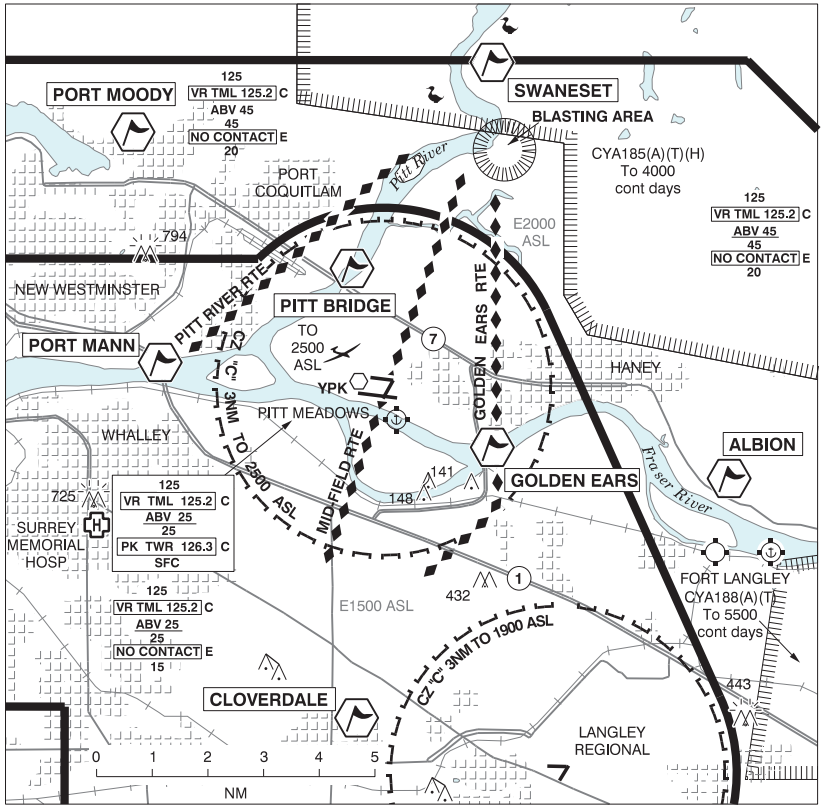 PORT MOODY
125
VR TML 125.2 C
ABV 45
45
NO CONTACT E
20
SWANESET
BLASTING AREA
CYA185(A)(T)(H)
To 4000
cont days
125
VR TML 125.2 C
ABV 45
45
NO CONTACT E
20
PORT
COQUITLAM
Pitt River
E2000
ASL
794
NEW WESTMINSTER
PITT RIVER RTE
PITT BRIDGE
PORT MANN
TO
2500
ASL
7
GOLDEN EARS RTE
HANEY
YPK
PITT MEADOWS
CZ "C" 3NM TO 2500 ASL
MID-FIELD RTE
WHALLEY
ALBION
GOLDEN EARS
Fraser River
141
148
725
H
SURREY
MEMORIAL
HOSP
125
VR TML 125.2 C
ABV 25
25
PK TWR 126.3 C
SFC
125
VR TML 125.2 C
ABV 25
25
NO CONTACT E
15
E1500 ASL
432
1
FORT LANGLEY
CYA188(A)(T)
To 5500
cont days
CZ "C" 3NM TO 1900 ASL
443
CLOVERDALE
LANGLEY
REGIONAL
0 1 2 3 4 5
NM